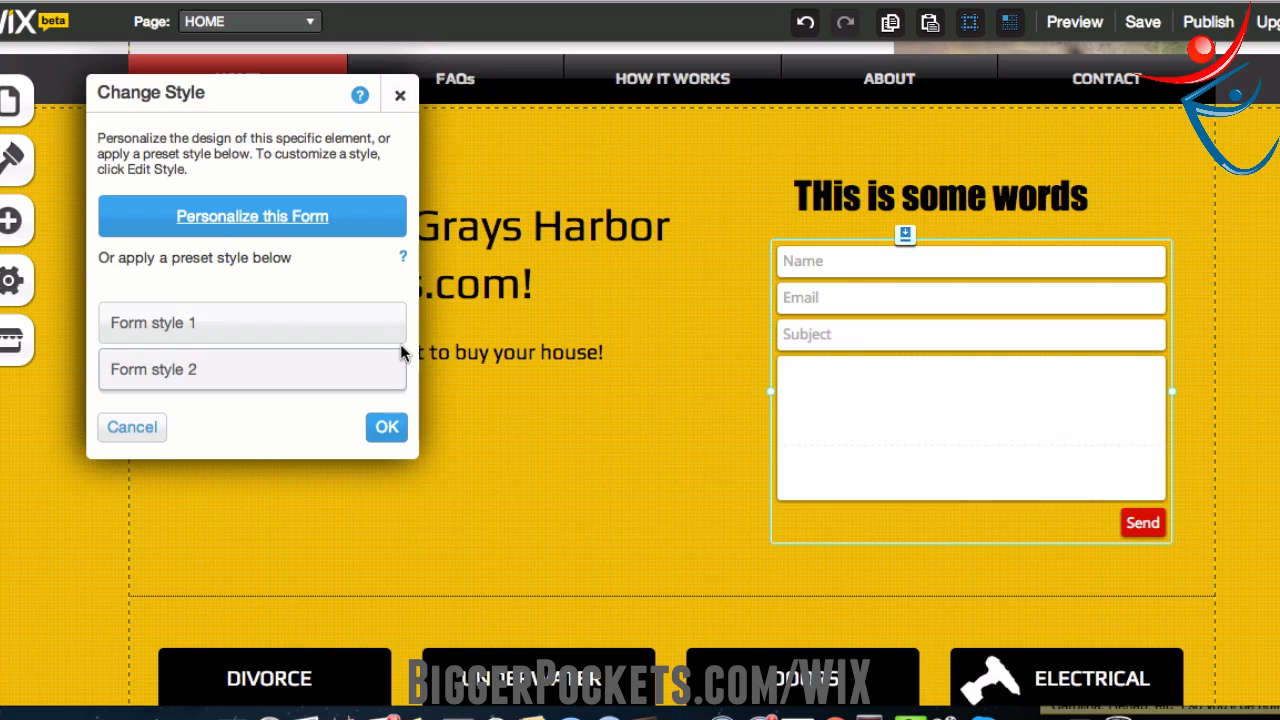 WiX beta
Page: HOME
Preview
Save
Publish
Upg
FAQs
HOW IT WORKS
ABOUT
CONTACT
Change Style
?
Personalize the design of this specific element, or
apply a preset style below. To customize a style,
click Edit Style.
Personalize this Form
Or apply a preset style below
?
Form style 1
Form style 2
Cancel
OK
Grays Harbor
s.com!
t to buy your house!
THis is some words
Name
Email
Subject
Send
DIVORCE
UNDERWATER
ELECTRICAL
BiggerPockets.com/WIX